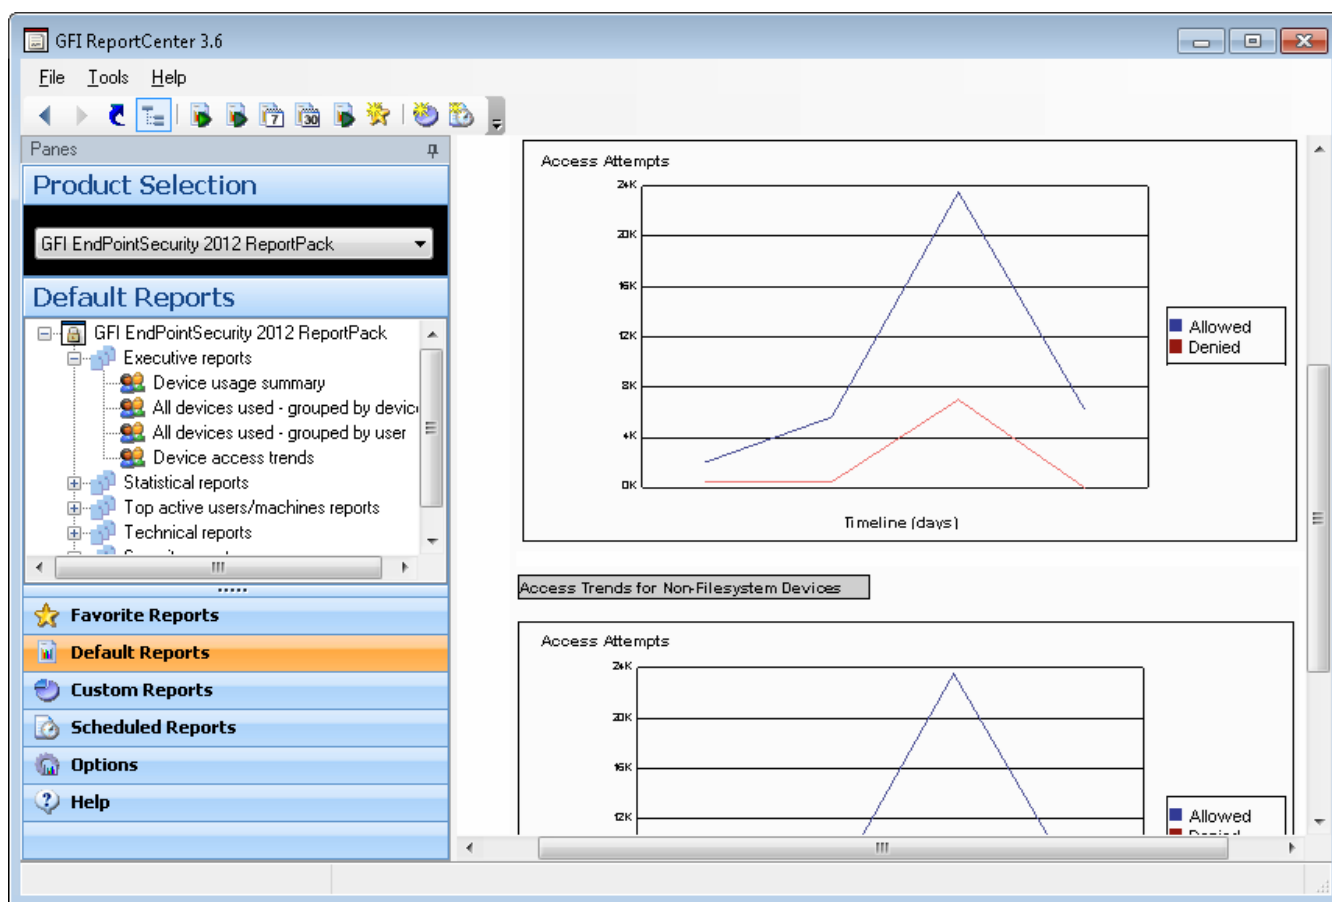 GFI ReportCenter 3.6
File Tools Help
7 30
Panes
Product Selection
GFI EndPointSecurity 2012 ReportPack
Default Reports
GFI EndPointSecurity 2012 ReportPack
Executive reports
Device usage summary
All devices used - grouped by devic
All devices used - grouped by user
Device access trends
Statistical reports
Top active users/machines reports
Technical reports
Favorite Reports
Default Reports
Custom Reports
Scheduled Reports
Options
Help
Access Attempts
24K
20K
16K
12K
8K
4K
0K
Timeline (days)
Allowed
Denied
Access Trends for Non-Filesystem Devices
Access Attempts
24K
20K
16K
12K
Allowed